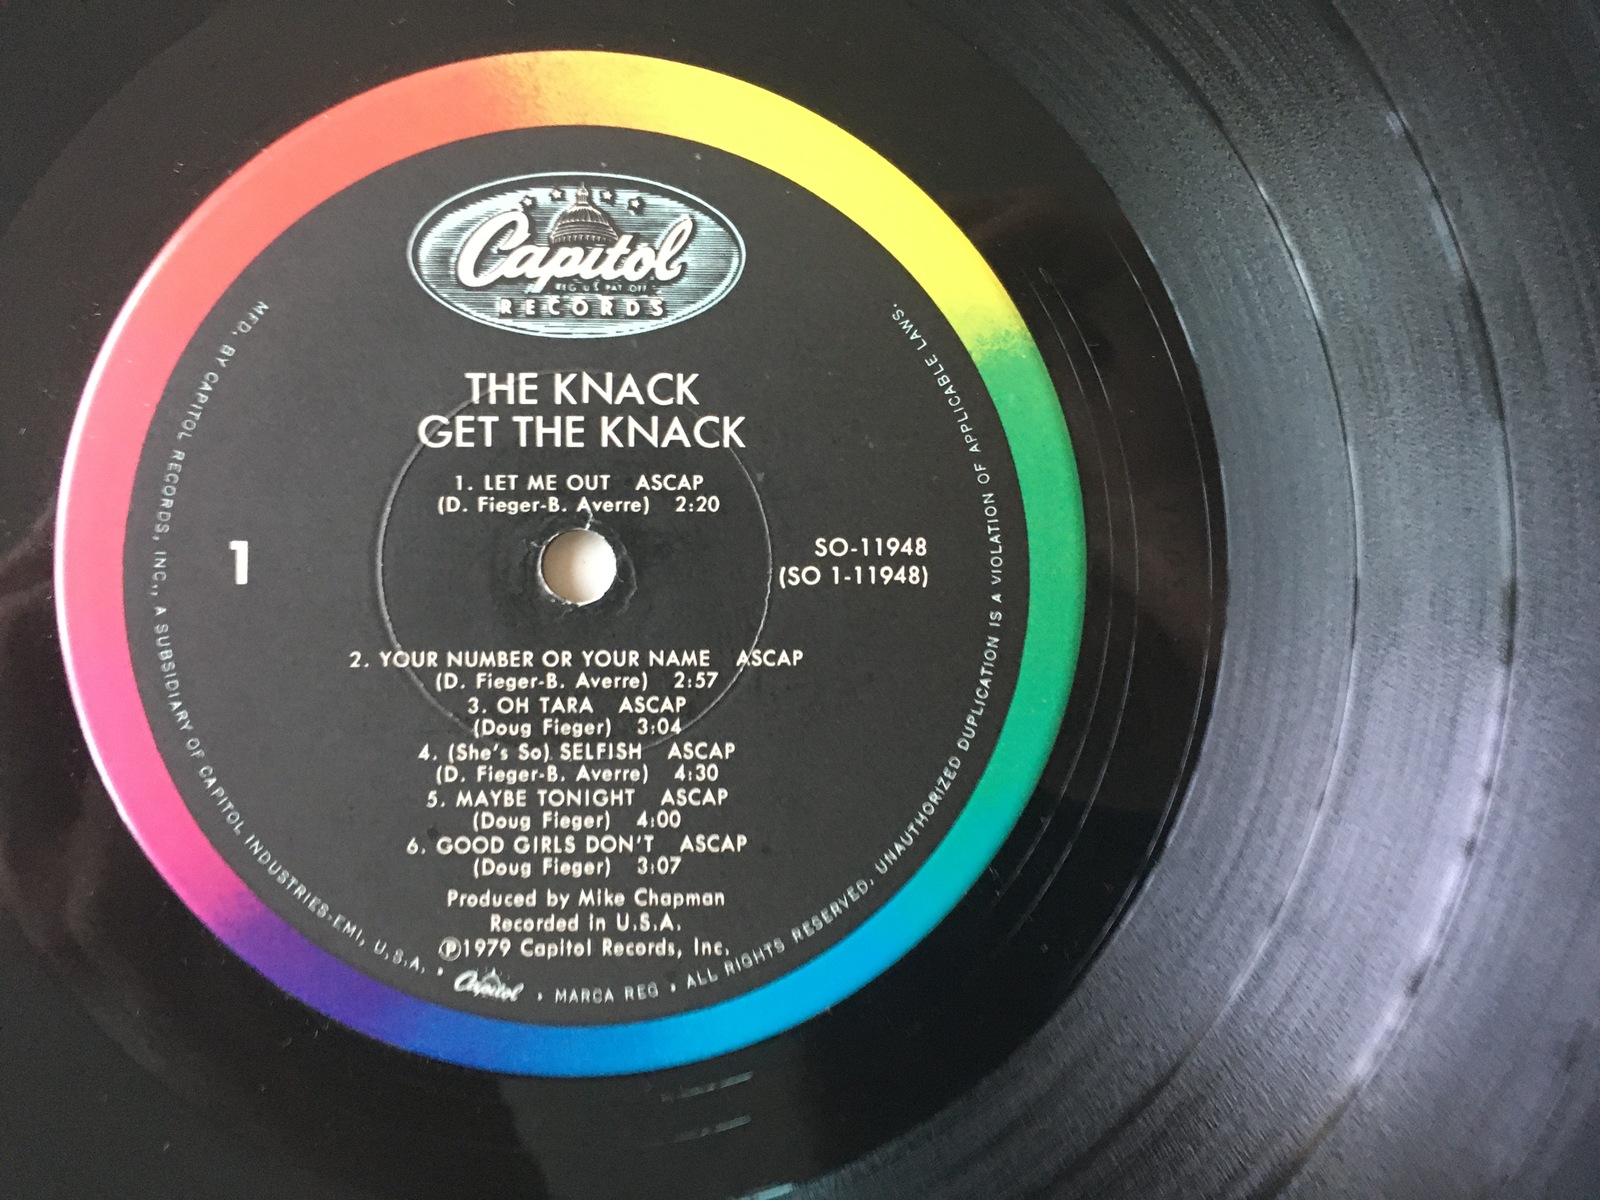 Capitol
REG. U.S. PAT. OFF.
RECORDS
THE KNACK
GET THE KNACK
1. LET ME OUT ASCAP
(D. Fieger-B. Averre) 2:20
1
SO-11948
(SO 1-11948)
2. YOUR NUMBER OR YOUR NAME ASCAP
(D. Fieger-B. Averre) 2:57
3. OH TARA ASCAP
(Doug Fieger) 3:04
4. (She's So) SELFISH ASCAP
(D. Fieger-B. Averre) 4:30
5. MAYBE TONIGHT ASCAP
(Doug Fieger) 4:00
6. GOOD GIRLS DON'T ASCAP
(Doug Fieger) 3:07
Produced by Mike Chapman
Recorded in U.S.A.
Ⓟ1979 Capitol Records, Inc.
MFD. BY CAPITOL RECORDS, INC., A SUBSIDIARY OF CAPITOL INDUSTRIES-EMI, U.S.A. • Capitol • MARCA REG • ALL RIGHTS RESERVED. UNAUTHORIZED DUPLICATION IS A VIOLATION OF APPLICABLE LAWS.